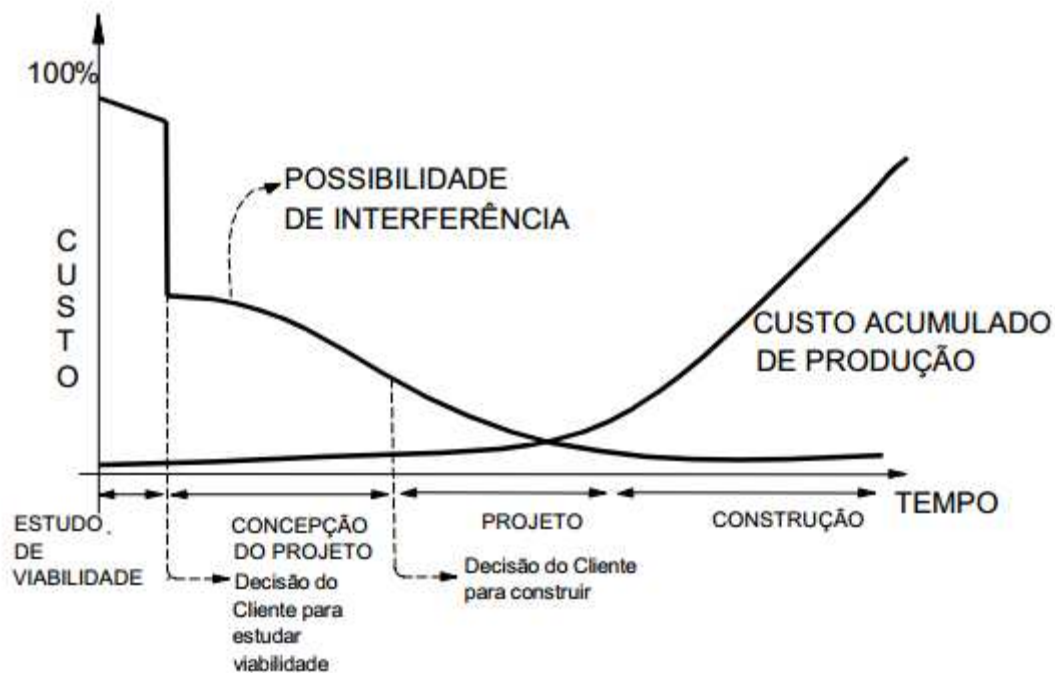 100%
CUSTO
POSSIBILIDADE
DE INTERFERÊNCIA
CUSTO ACUMULADO
DE PRODUÇÃO
TEMPO
ESTUDO
DE
VIABILIDADE
CONCEPÇÃO
DO PROJETO
Decisão do
Cliente para
estudar
viabilidade
PROJETO
Decisão do Cliente
para construir
CONSTRUÇÃO